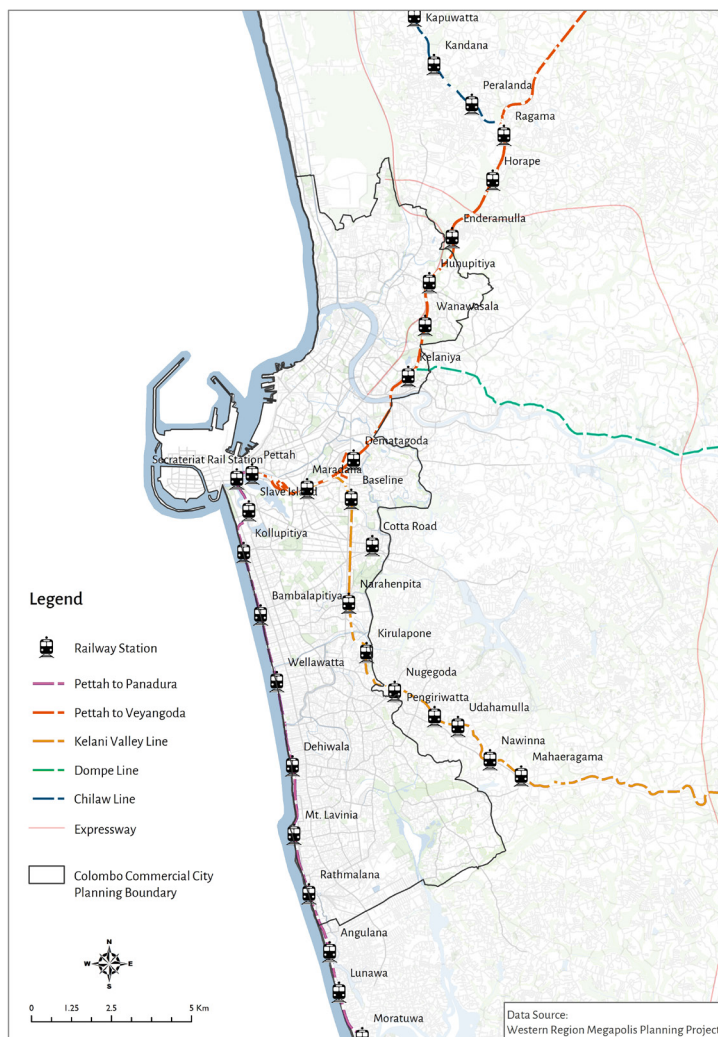 Kapuwatta
Kandana
Peralanda
Ragama
Horape
Enderamulla
Hunupitiya
Wanawasala
Kelaniya
Dematagoda
Pettah
Socrateriat Rail Station
Maradana
Baseline
Slave Island
Cotta Road
Kollupitiya
Narahenpita
Bambalapitiya
Kirulapone
Wellawatta
Nugegoda
Pengiriwatta
Udahamulla
Nawinna
Mahaeragama
Dehiwala
Mt. Lavinia
Rathmalana
Angulana
Lunawa
Moratuwa
Legend
Railway Station
Pettah to Panadura
Pettah to Veyangoda
Kelani Valley Line
Dompe Line
Chilaw Line
Expressway
Colombo Commercial City
Planning Boundary
N
W E
S
0 1.25 2.5 5 Km
Data Source:
Western Region Megapolis Planning Project